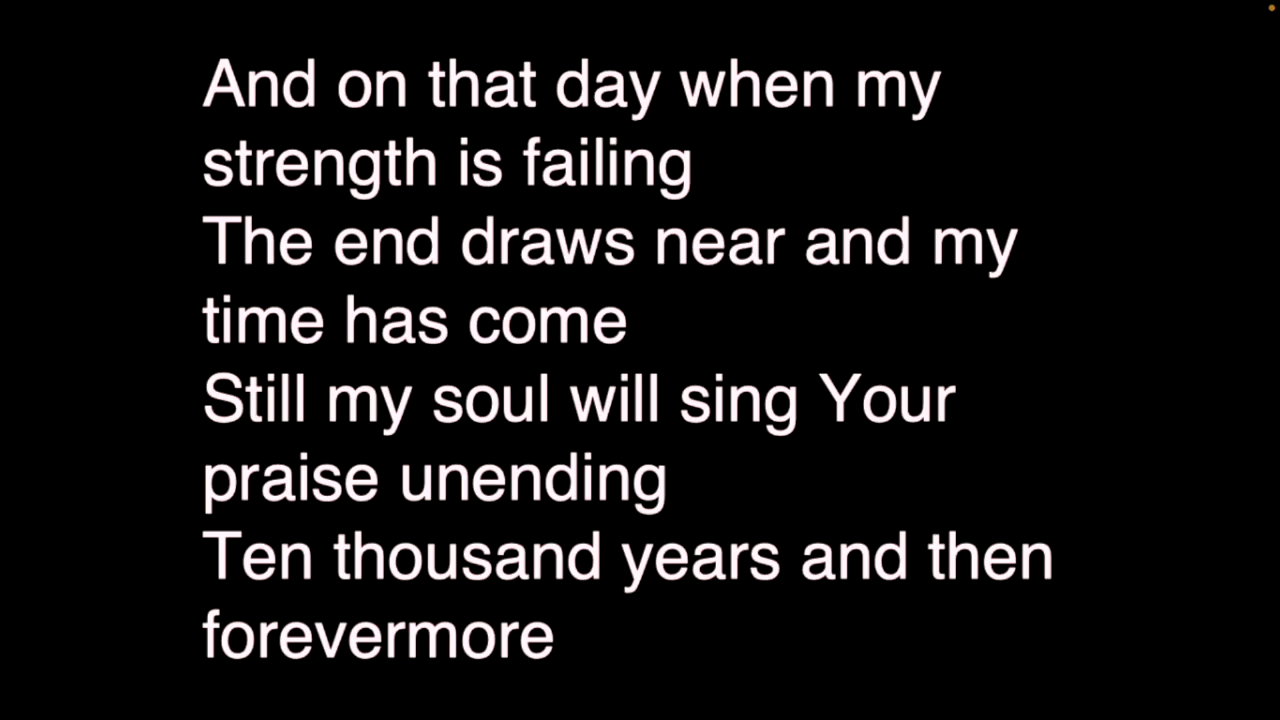 And on that day when my
strength is failing
The end draws near and my
time has come
Still my soul will sing Your
praise unending
Ten thousand years and then
forevermore